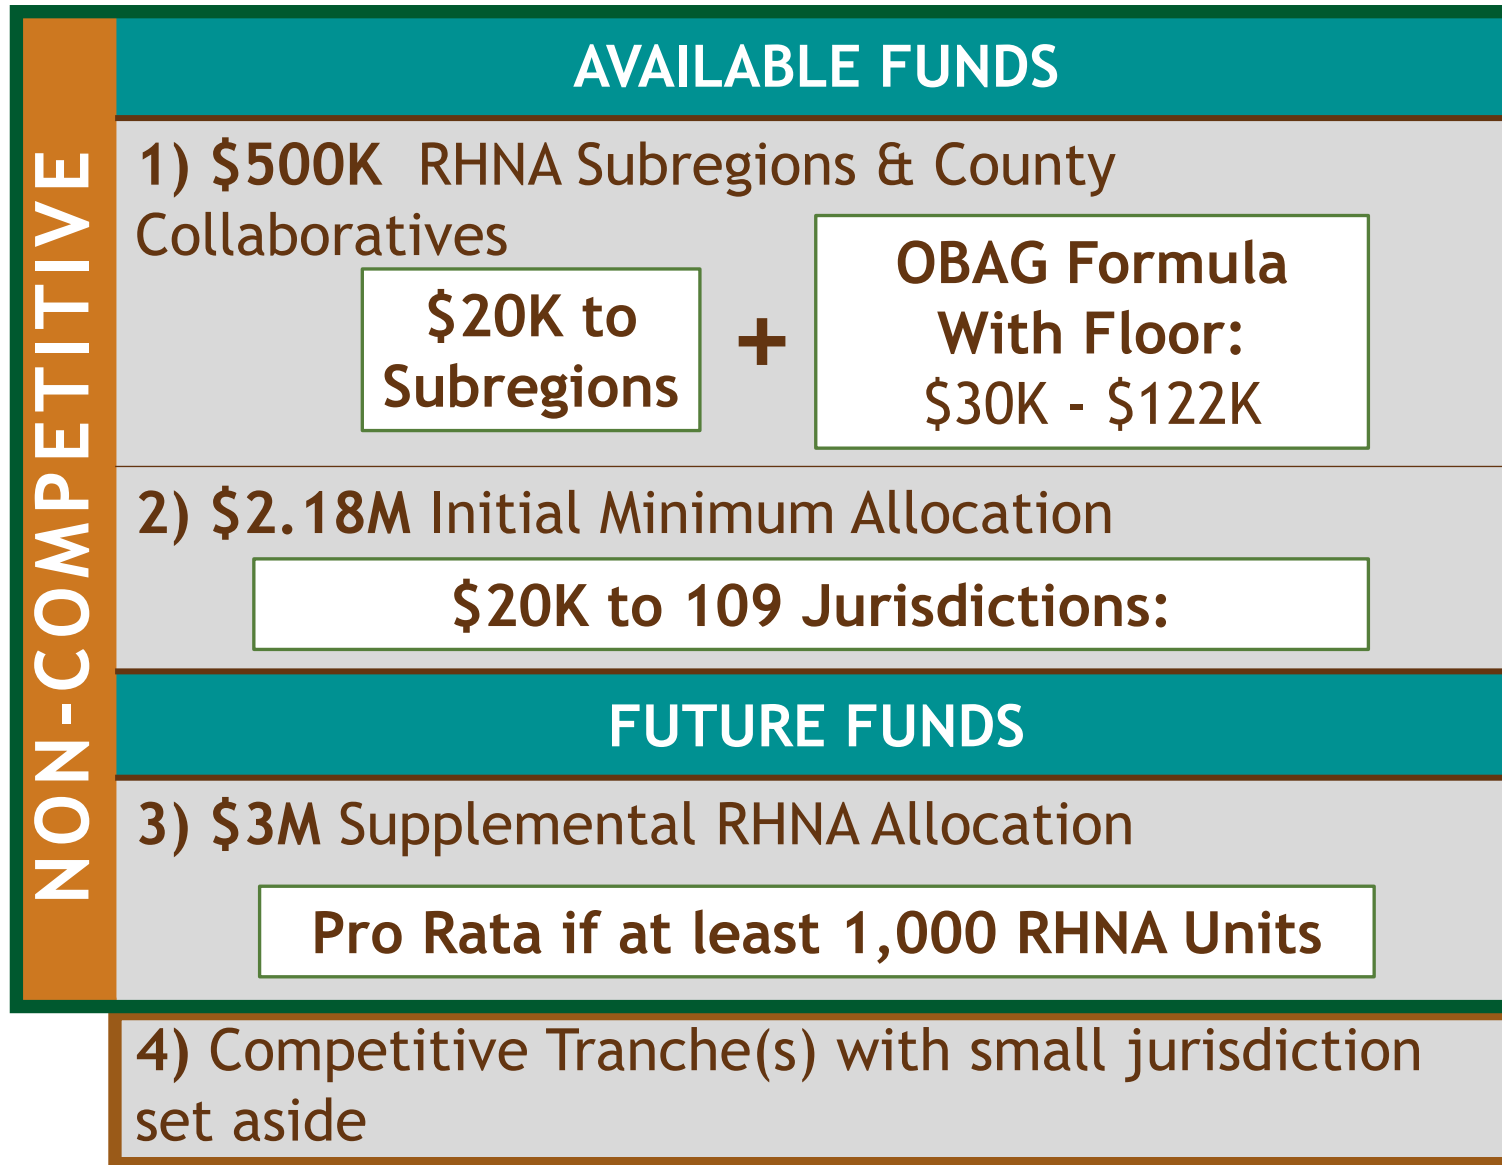 NON-COMPETITIVE
AVAILABLE FUNDS
1) $500K RHNA Subregions & County
Collaboratives
$20K to
Subregions
+
OBAG Formula
With Floor:
$30K - $122K
2) $2.18M Initial Minimum Allocation
$20K to 109 Jurisdictions:
FUTURE FUNDS
3) $3M Supplemental RHNA Allocation
Pro Rata if at least 1,000 RHNA Units
4) Competitive Tranche(s) with small jurisdiction
set aside